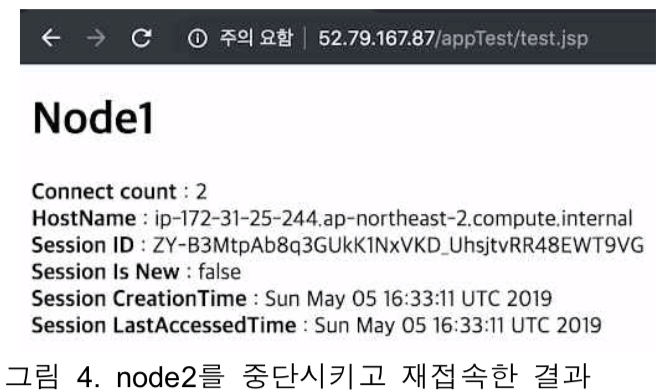 주의 요함 | 52.79.167.87/appTest/test.jsp
Node1
Connect count : 2
HostName : ip-172-31-25-244.ap-northeast-2.compute.internal
Session ID : ZY-B3MtpAb8q3GUkK1NxVKD_UhsjtvRR48EWT9VG
Session Is New : false
Session CreationTime : Sun May 05 16:33:11 UTC 2019
Session LastAccessedTime : Sun May 05 16:33:11 UTC 2019
그림 4. node2를 중단시키고 재접속한 결과